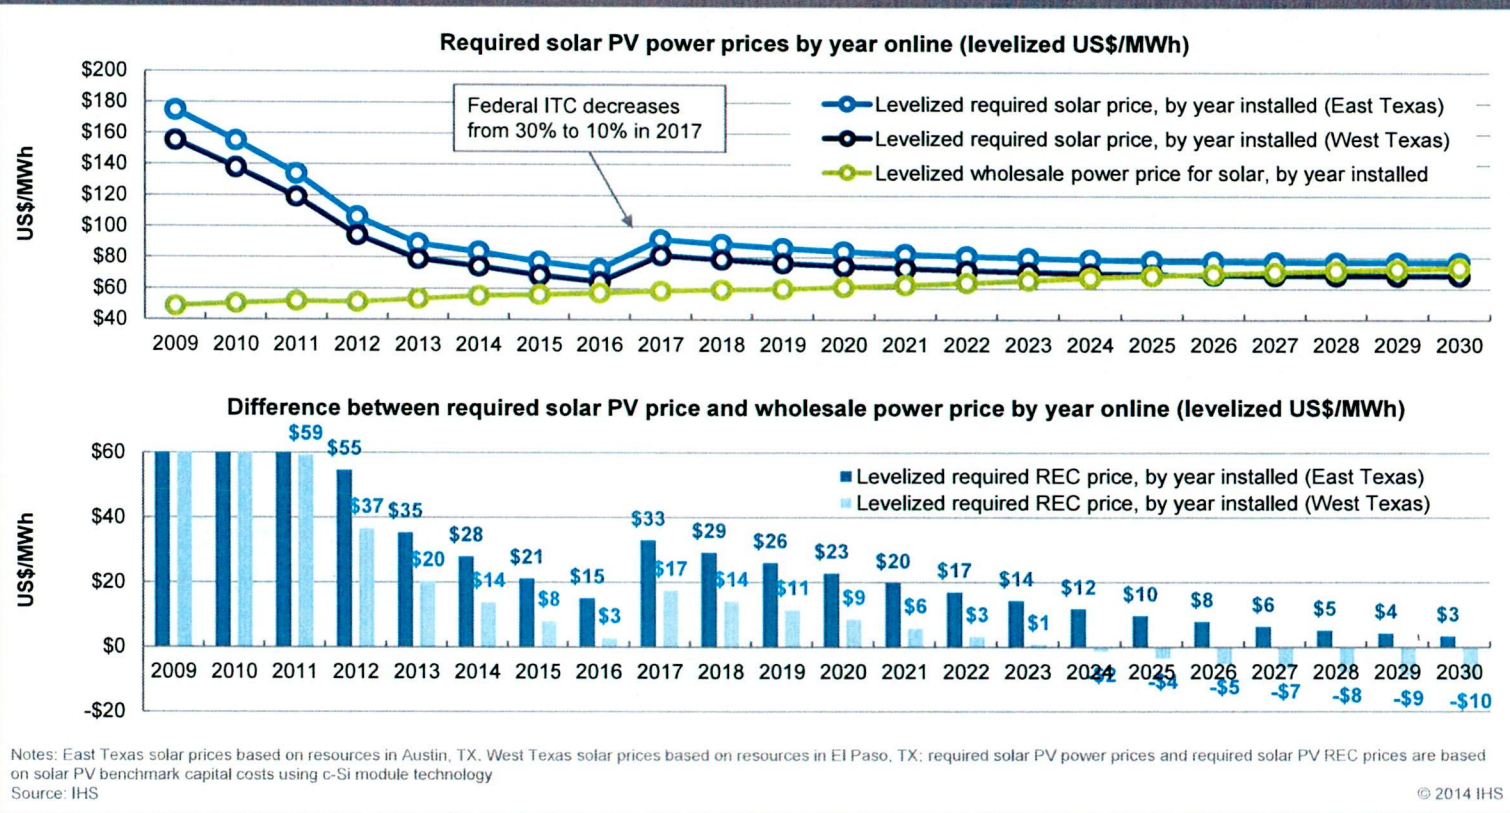 Required solar PV power prices by year online (levelized US$/MWh)
US$/MWh
$200
$180
$160
$140
$120
$100
$80
$60
$40
Federal ITC decreases
from 30% to 10% in 2017
Levelized required solar price, by year installed (East Texas)
Levelized required solar price, by year installed (West Texas)
Levelized wholesale power price for solar, by year installed
2009 2010 2011 2012 2013 2014 2015 2016 2017 2018 2019 2020 2021 2022 2023 2024 2025 2026 2027 2028 2029 2030
Difference between required solar PV price and wholesale power price by year online (levelized US$/MWh)
US$/MWh
$60
$40
$20
$0
-$20
Levelized required REC price, by year installed (East Texas)
Levelized required REC price, by year installed (West Texas)
$59
$55
$37 $35
$20
$28
$14
$21
$8
$15
$3
$33
$17
$29
$14
$26
$11
$23
$9
$20
$6
$17
$3
$14
$1
$12
$10
$8
$6
$5
$4
$3
2009 2010 2011 2012 2013 2014 2015 2016 2017 2018 2019 2020 2021 2022 2023 2024 2025 2026 2027 2028 2029 2030
-$2 -$4 -$5 -$7 -$8 -$9 -$10
Notes: East Texas solar prices based on resources in Austin, TX. West Texas solar prices based on resources in El Paso, TX; required solar PV power prices and required solar PV REC prices are based
on solar PV benchmark capital costs using c-Si module technology
Source: IHS
© 2014 IHS